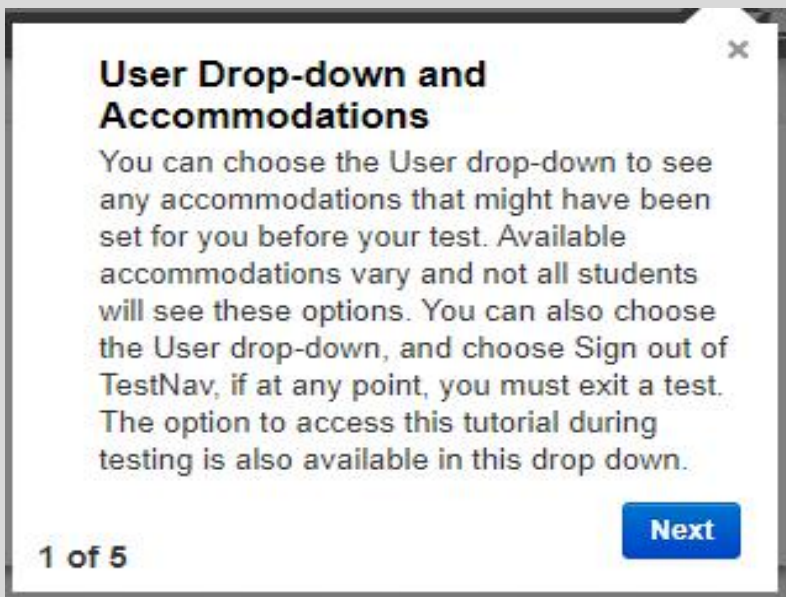 User Drop-down and
Accommodations
You can choose the User drop-down to see
any accommodations that might have been
set for you before your test. Available
accommodations vary and not all students
will see these options. You can also choose
the User drop-down, and choose Sign out of
TestNav, if at any point, you must exit a test.
The option to access this tutorial during
testing is also available in this drop down.
Next
1 of 5